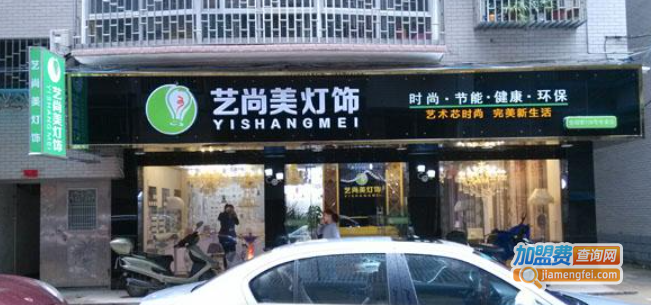 艺尚美灯饰
YISHANGMEI
艺尚美灯饰
YISHANGMEI
时尚·节能·健康·环保
艺术芯时尚 完美新生活
艺尚美灯饰
YISHANGMEI
加盟费查询网
jiamengfei.com